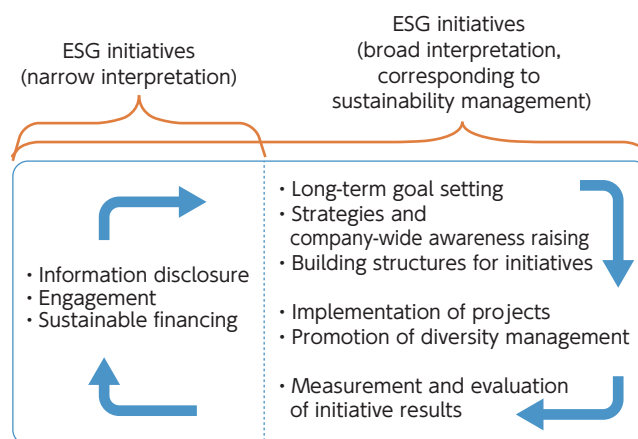 ESG initiatives
(narrow interpretation)
ESG initiatives
(broad interpretation,
corresponding to
sustainability management)
・Information disclosure
・Engagement
・Sustainable financing
・Long-term goal setting
・Strategies and
company-wide awareness raising
・Building structures for initiatives
・Implementation of projects
・Promotion of diversity management
・Measurement and evaluation
of initiative results